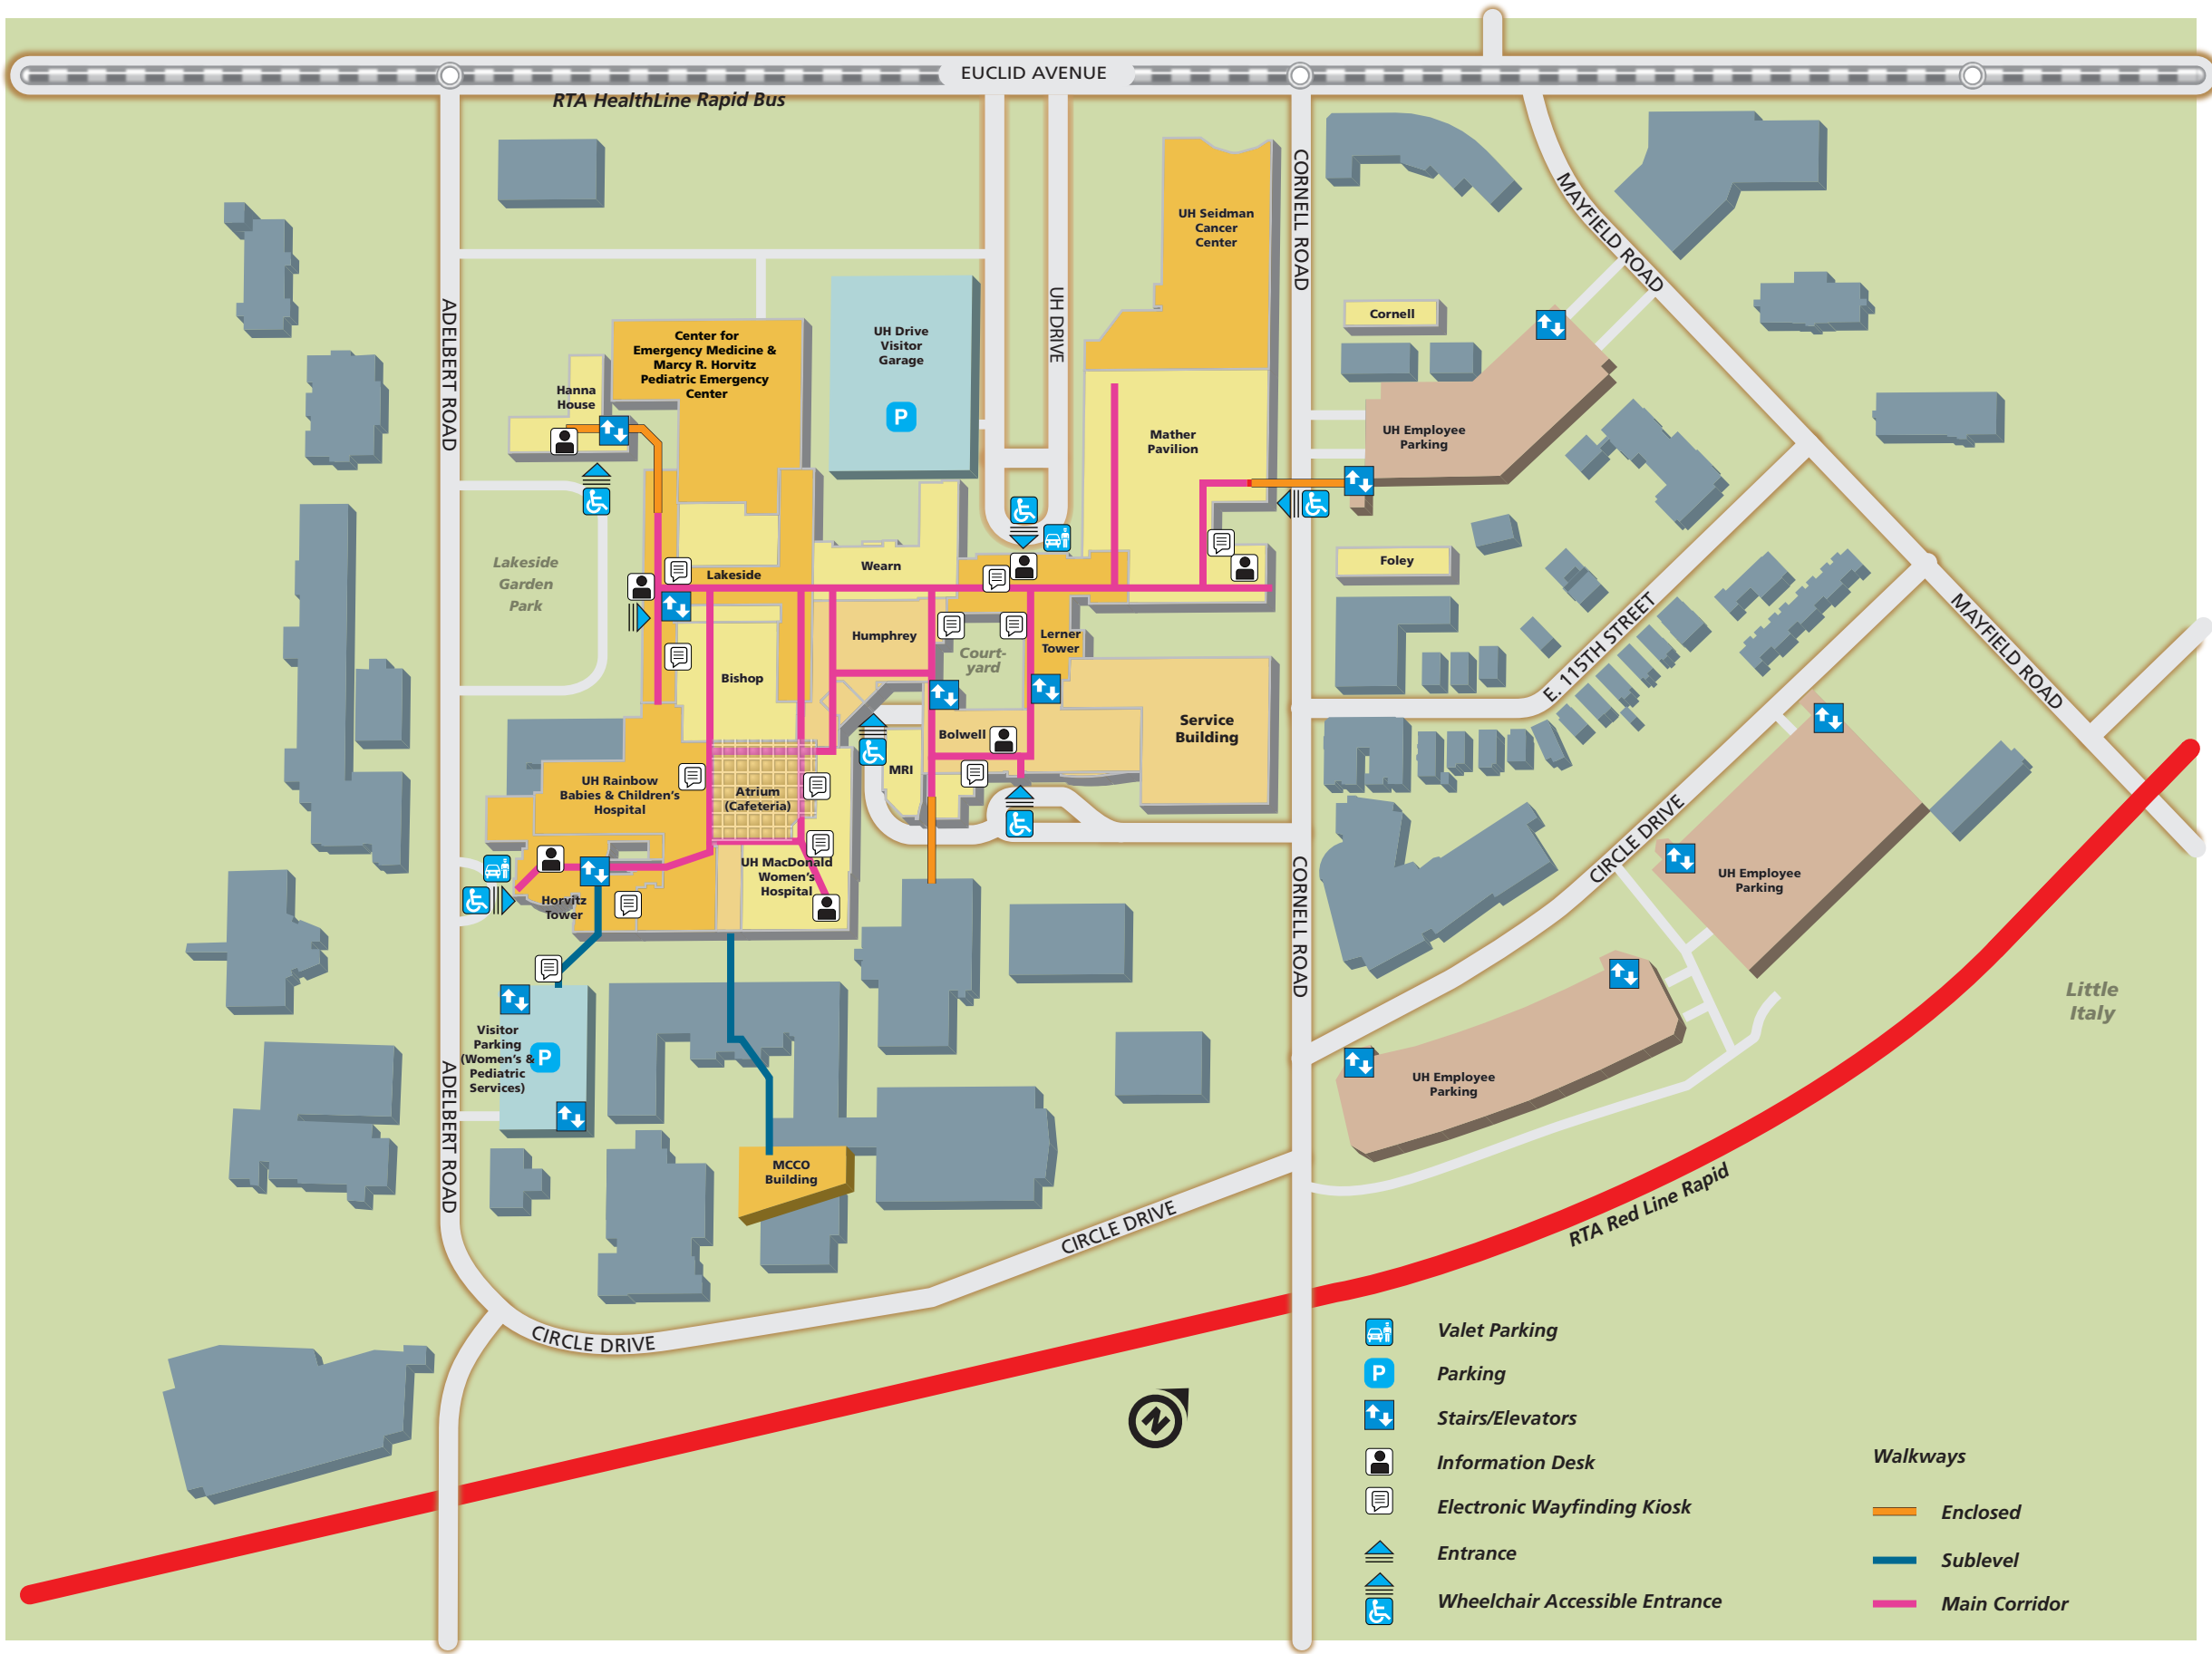 EUCLID AVENUE
RTA HealthLine Rapid Bus
ADELBERT ROAD
UH DRIVE
CORNELL ROAD
MAYFIELD ROAD
UH Seidman
Cancer
Center
Center for
Emergency Medicine &
Marcy R. Horvitz
Pediatric Emergency
Center
UH Drive
Visitor
Garage
P
Hanna
House
Cornell
UH Employee
Parking
Mather
Pavilion
Lakeside
Garden
Park
Lakeside
Wearn
Foley
Humphrey
Court-
yard
Lerner
Tower
Bishop
E. 115TH STREET
MAYFIELD ROAD
Service
Building
Bolwell
MRI
UH Rainbow
Babies & Children's
Hospital
Atrium
(Cafeteria)
UH MacDonald
Women's
Hospital
Horvitz
Tower
CIRCLE DRIVE
UH Employee
Parking
CORNELL ROAD
Little
Italy
Visitor
Parking
(Women's &
Pediatric
Services)
P
UH Employee
Parking
ADELBERT ROAD
MCCO
Building
CIRCLE DRIVE
RTA Red Line Rapid
CIRCLE DRIVE
N
Valet Parking
P
Parking
Stairs/Elevators
Information Desk
Electronic Wayfinding Kiosk
Entrance
Wheelchair Accessible Entrance
Walkways
Enclosed
Sublevel
Main Corridor